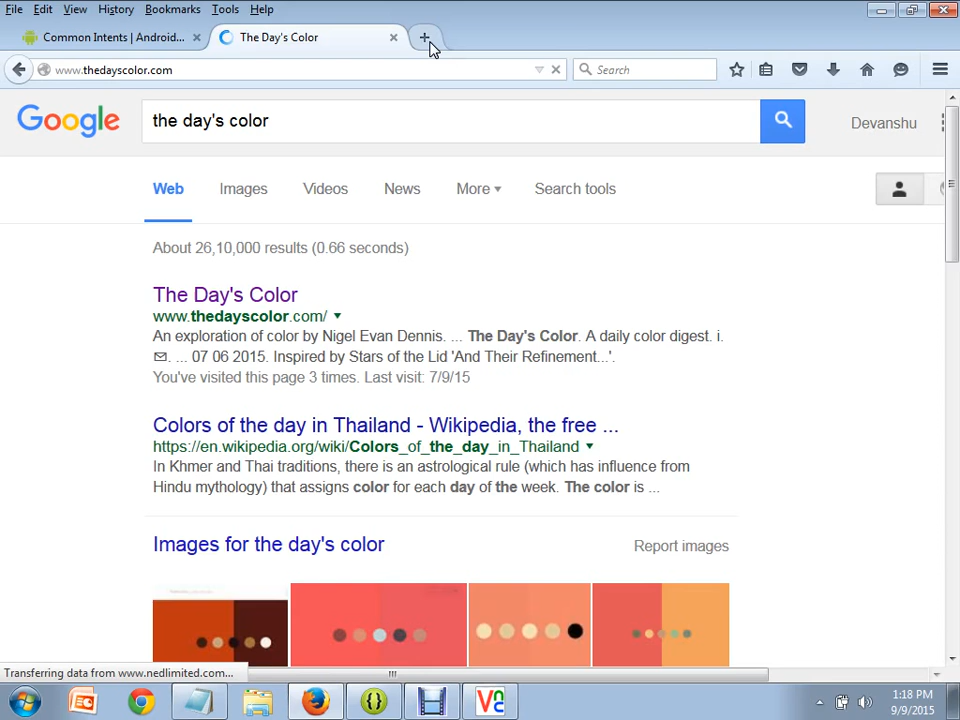 File Edit View History Bookmarks Tools Help
Common Intents | Android... × The Day's Color × +
www.thedayscolor.com Search
Google the day's color Devanshu
Web Images Videos News More ▾ Search tools
About 26,10,000 results (0.66 seconds)
The Day's Color
www.thedayscolor.com/ ▾
An exploration of color by Nigel Evan Dennis. ... The Day's Color. A daily color digest. i.
✉. ... 07 06 2015. Inspired by Stars of the Lid 'And Their Refinement...'.
You've visited this page 3 times. Last visit: 7/9/15
Colors of the day in Thailand - Wikipedia, the free ...
https://en.wikipedia.org/wiki/Colors_of_the_day_in_Thailand ▾
In Khmer and Thai traditions, there is an astrological rule (which has influence from
Hindu mythology) that assigns color for each day of the week. The color is ...
Images for the day's color Report images
Transferring data from www.nedlimited.com...
1:18 PM
9/9/2015